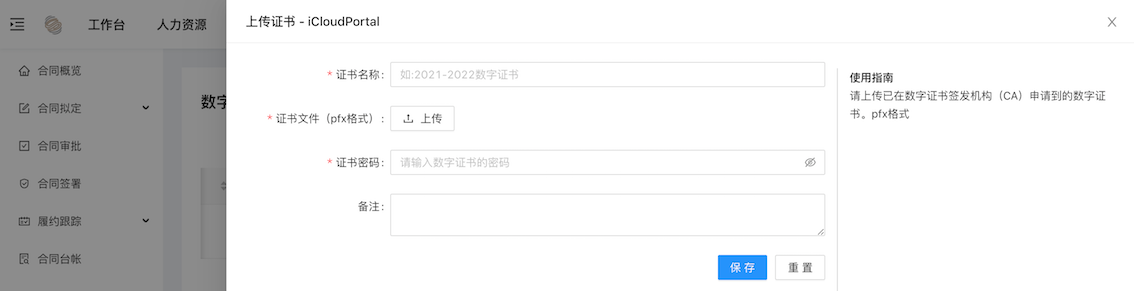 工作台 人力资源
合同概览
合同拟定
合同审批
合同签署
履约跟踪
合同台帐
数字
上传证书 - iCloudPortal
* 证书名称: 如:2021-2022数字证书
* 证书文件（pfx格式）: 上传
* 证书密码: 请输入数字证书的密码
备注:
保 存 重 置
使用指南
请上传已在数字证书签发机构（CA）申请到的数字证
书。pfx格式